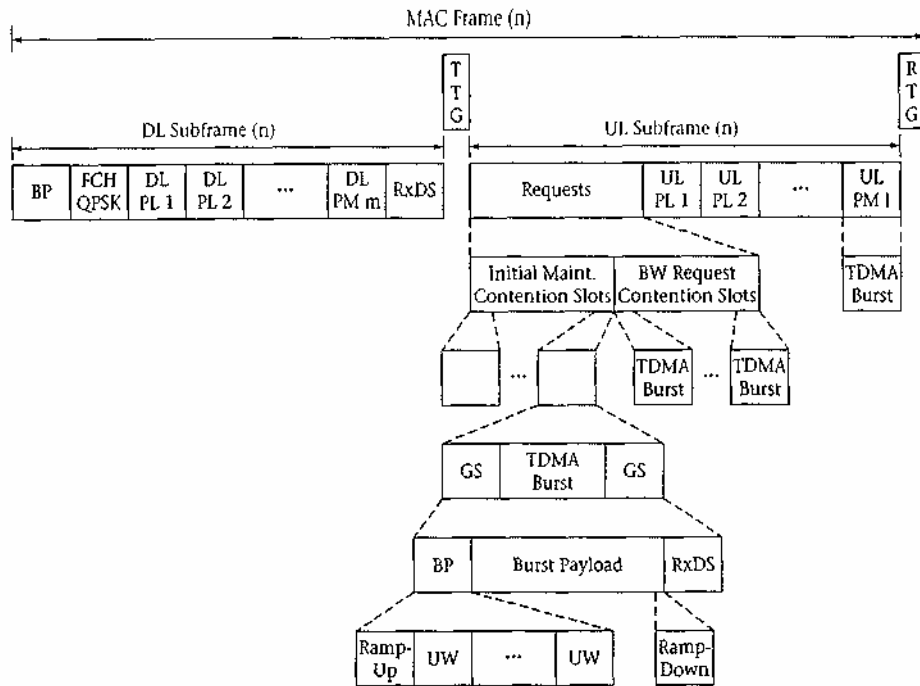 MAC Frame (n)
TTG
RTG
DL Subframe (n)
UL Subframe (n)
BP
FCH QPSK
DL PL 1
DL PL 2
...
DL PM m
RxDS
Requests
UL PL 1
UL PL 2
...
UL PM l
Initial Maint. Contention Slots
BW Request Contention Slots
TDMA Burst
...
TDMA Burst
...
TDMA Burst
GS
TDMA Burst
GS
BP
Burst Payload
RxDS
Ramp-Up
UW
...
UW
Ramp-Down